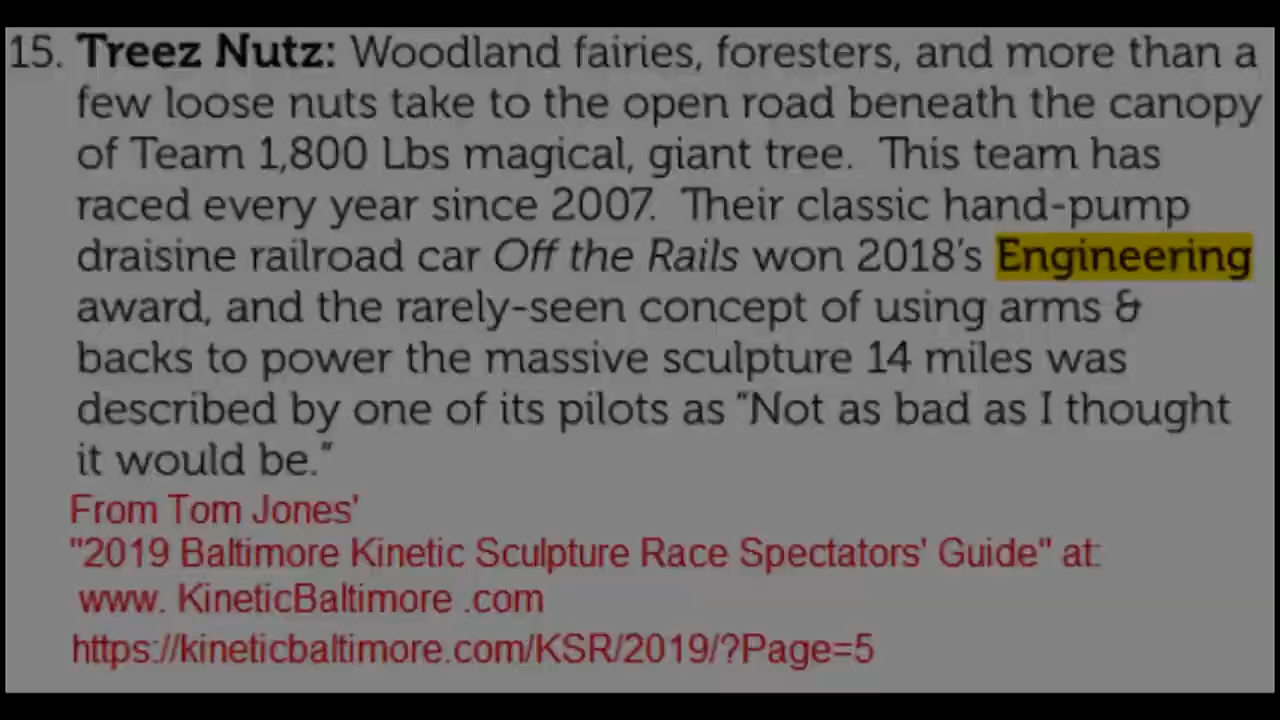 15. Treez Nutz: Woodland fairies, foresters, and more than a
few loose nuts take to the open road beneath the canopy
of Team 1,800 Lbs magical, giant tree. This team has
raced every year since 2007. Their classic hand-pump
draisine railroad car Off the Rails won 2018's Engineering
award, and the rarely-seen concept of using arms &
backs to power the massive sculpture 14 miles was
described by one of its pilots as "Not as bad as I thought
it would be."
From Tom Jones'
"2019 Baltimore Kinetic Sculpture Race Spectators' Guide" at:
www. KineticBaltimore .com
https://kineticbaltimore.com/KSR/2019/?Page=5